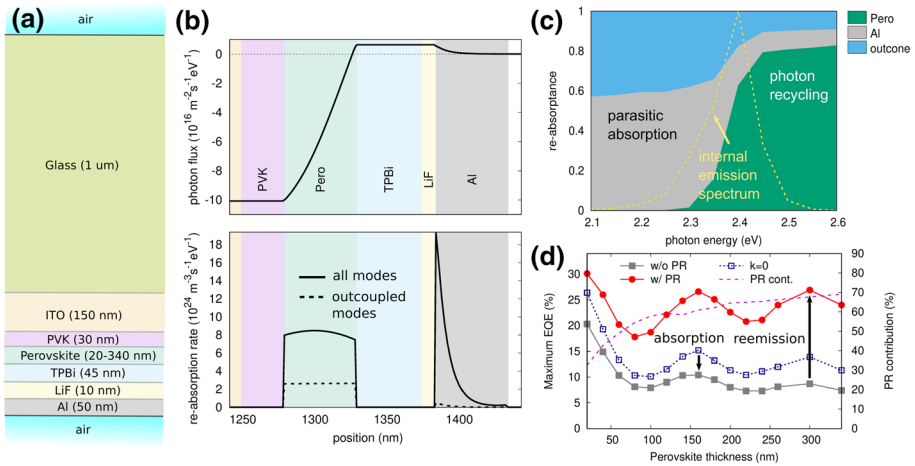 (a)
air
Glass (1 um)
ITO (150 nm)
PVK (30 nm)
Perovskite (20-340 nm)
TPBi (45 nm)
LiF (10 nm)
Al (50 nm)
air
(b)
photon flux (10^16 m^-2s^-1eV^-1)
0
-2
-4
-6
-8
-10
PVK
Pero
TPBi
LiF
Al
re-absorption rate (10^24 m^-3s^-1eV^-1)
18
16
14
12
10
8
6
4
2
0
all modes
outcoupled
modes
1250
1300
1350
1400
position (nm)
(c)
re-absorptance
1
0.8
0.6
0.4
0.2
0
2.1
2.2
2.3
2.4
2.5
2.6
photon energy (eV)
parasitic
absorption
photon
recycling
internal
emission
spectrum
Pero
Al
outcone
(d)
w/o PR
w/ PR
k=0
PR cont.
Maximum EQE (%)
30
25
20
15
10
5
0
PR contribution (%)
90
80
70
60
50
40
30
20
10
0
absorption
reemission
50
100
150
200
250
300
Perovskite thickness (nm)